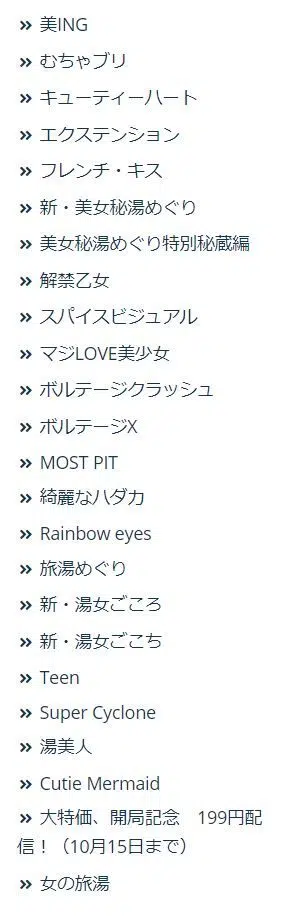 » 美ING
» むちゃブリ
» キューティーハート
» エクステンション
» フレンチ・キス
» 新・美女秘湯めぐり
» 美女秘湯めぐり特別秘蔵編
» 解禁乙女
» スパイスビジュアル
» マジLOVE美少女
» ボルテージクラッシュ
» ボルテージX
» MOST PIT
» 綺麗なハダカ
» Rainbow eyes
» 旅湯めぐり
» 新・湯女ごころ
» 新・湯女ごこち
» Teen
» Super Cyclone
» 湯美人
» Cutie Mermaid
» 大特価、開局記念　199円配
信！（10月15日まで）
» 女の旅湯